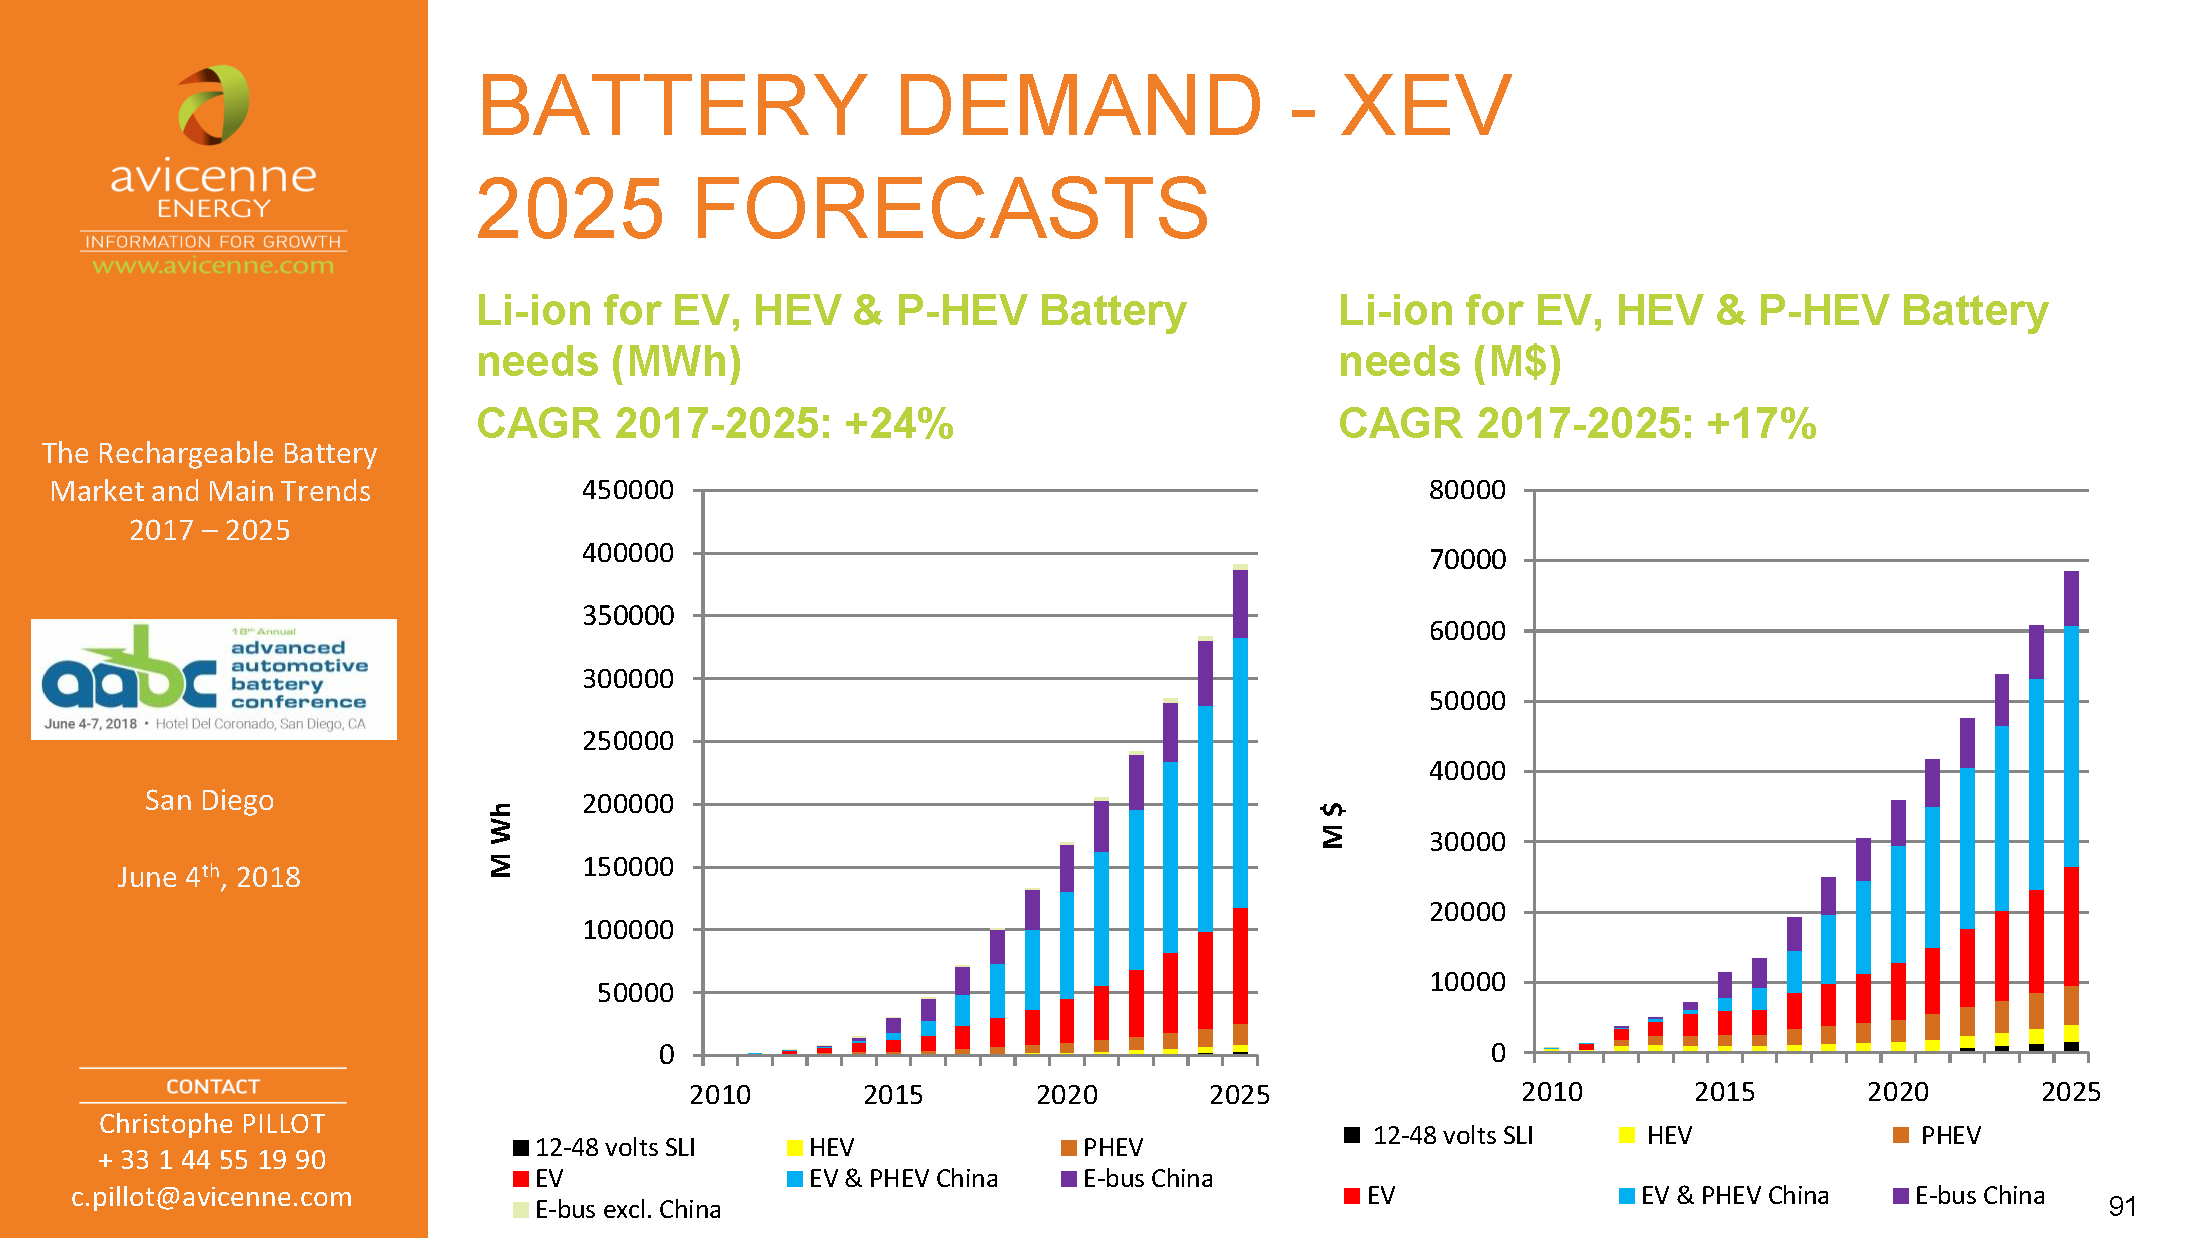 avicenne
ENERGY
INFORMATION FOR GROWTH
www.avicenne.com
The Rechargeable Battery
Market and Main Trends
2017 – 2025
18th Annual
aabc
advanced
automotive
battery
conference
June 4-7, 2018 • Hotel Del Coronado, San Diego, CA
San Diego
June 4th, 2018
CONTACT
Christophe PILLOT
+ 33 1 44 55 19 90
c.pillot@avicenne.com
BATTERY DEMAND - XEV
2025 FORECASTS
Li-ion for EV, HEV & P-HEV Battery
needs (MWh)
CAGR 2017-2025: +24%
450000
400000
350000
300000
250000
200000
150000
100000
50000
0
M Wh
2010 2015 2020 2025
12-48 volts SLI HEV PHEV
EV EV & PHEV China E-bus China
E-bus excl. China
Li-ion for EV, HEV & P-HEV Battery
needs (M$)
CAGR 2017-2025: +17%
80000
70000
60000
50000
40000
30000
20000
10000
0
M $
2010 2015 2020 2025
12-48 volts SLI HEV PHEV
EV EV & PHEV China E-bus China
91